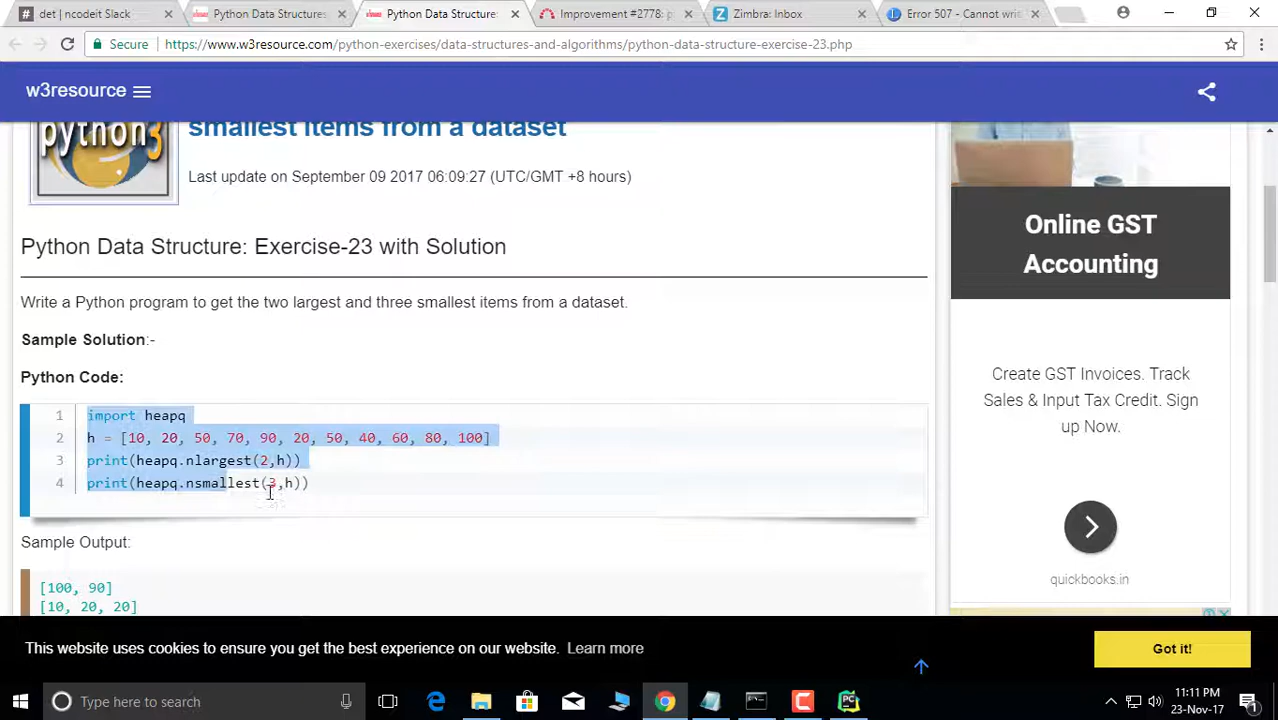 det | ncodeit Slack
Python Data Structures
Python Data Structure:
Improvement #2778: p
Zimbra: Inbox
Error 507 - Cannot writ
Secure
https://www.w3resource.com/python-exercises/data-structures-and-algorithms/python-data-structure-exercise-23.php
w3resource
python3
smallest items from a dataset
Last update on September 09 2017 06:09:27 (UTC/GMT +8 hours)
Python Data Structure: Exercise-23 with Solution
Write a Python program to get the two largest and three smallest items from a dataset.
Sample Solution:-
Python Code:
1 import heapq
2 h = [10, 20, 50, 70, 90, 20, 50, 40, 60, 80, 100]
3 print(heapq.nlargest(2,h))
4 print(heapq.nsmallest(3,h))
Sample Output:
[100, 90]
[10, 20, 20]
Online GST
Accounting
Create GST Invoices. Track
Sales & Input Tax Credit. Sign
up Now.
quickbooks.in
This website uses cookies to ensure you get the best experience on our website. Learn more
Got it!
Type here to search
11:11 PM
23-Nov-17
1